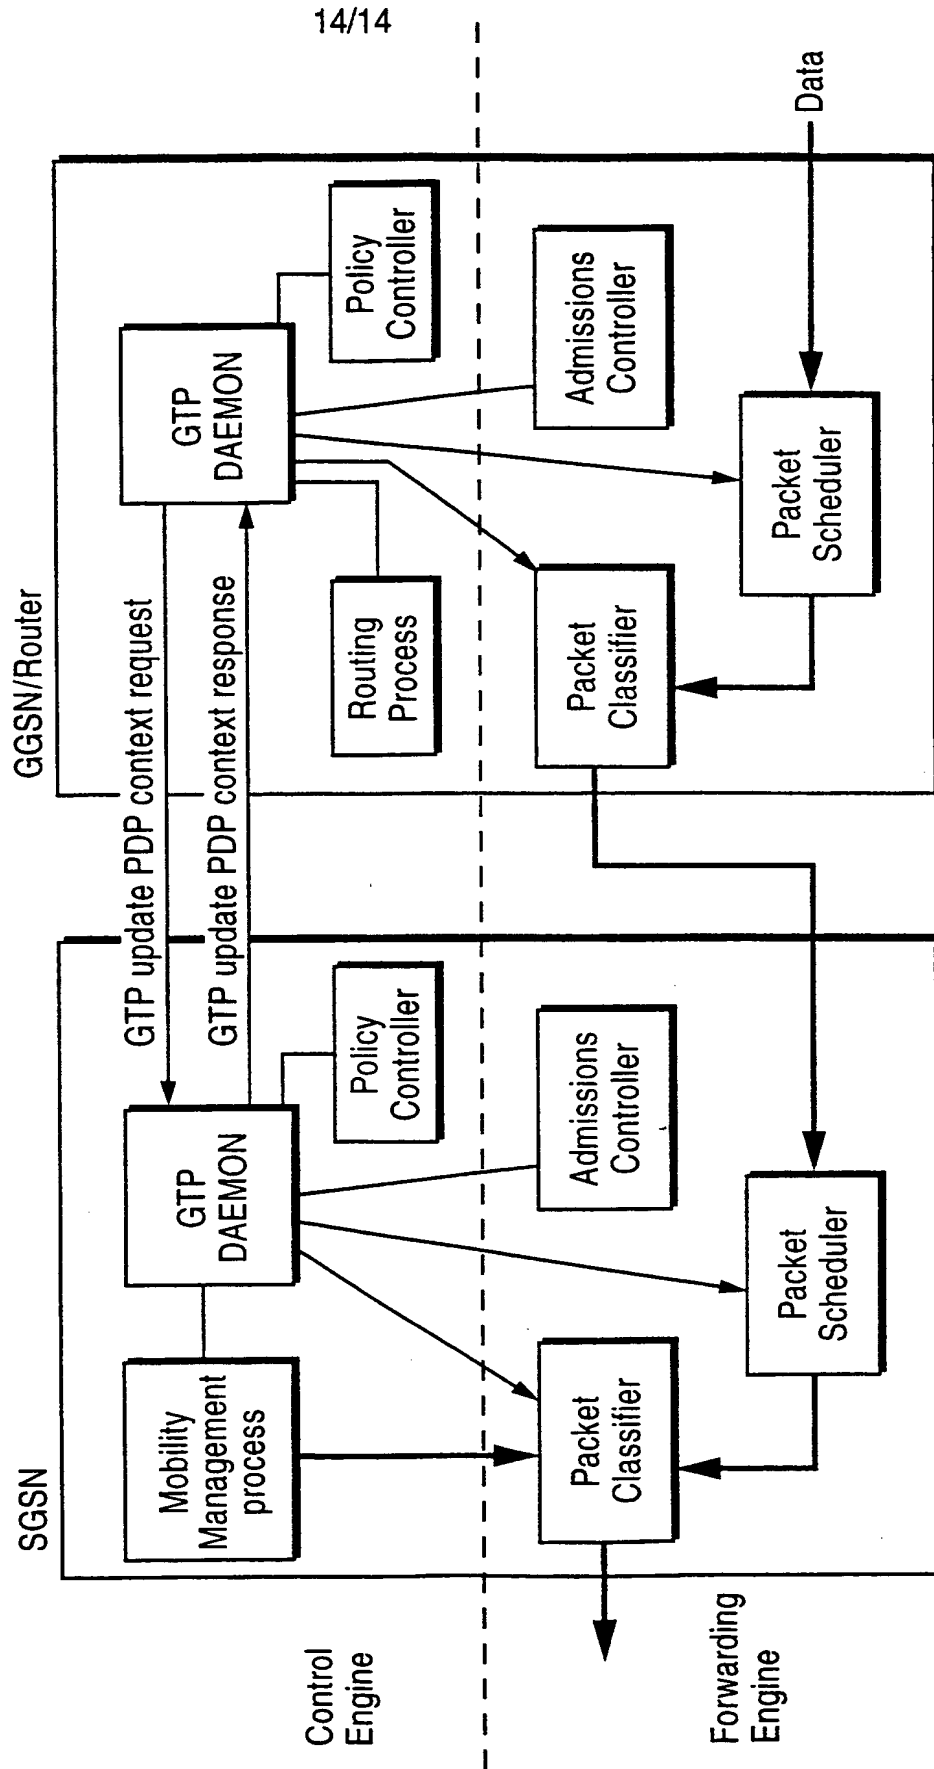 14/14
SGSN
GGSN/Router
Mobility
Management
process
GTP
DAEMON
Policy
Controller
GTP update PDP context request
GTP update PDP context response
GTP
DAEMON
Policy
Controller
Routing
Process
Control
Engine
Packet
Classifier
Admissions
Controller
Packet
Scheduler
Packet
Classifier
Admissions
Controller
Packet
Scheduler
Data
Forwarding
Engine